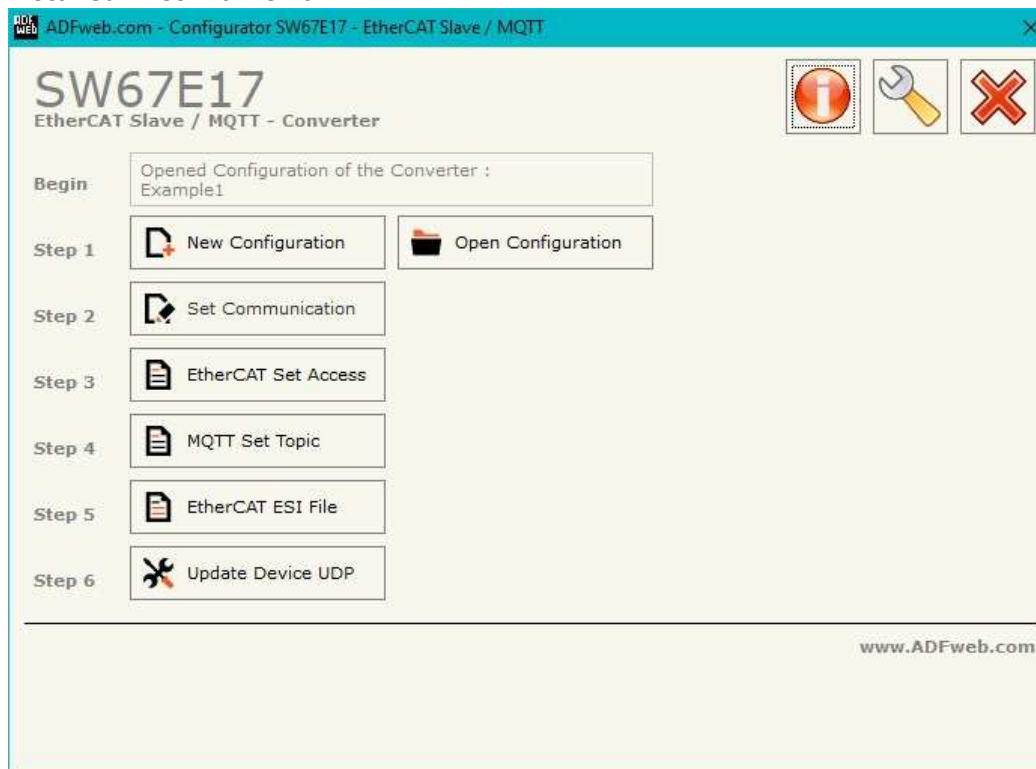 ADFweb.com - Configurator SW67E17 - EtherCAT Slave / MQTT
SW67E17
EtherCAT Slave / MQTT - Converter
Begin
Opened Configuration of the Converter :
Example1
Step 1
New Configuration
Open Configuration
Step 2
Set Communication
Step 3
EtherCAT Set Access
Step 4
MQTT Set Topic
Step 5
EtherCAT ESI File
Step 6
Update Device UDP
www.ADFweb.com